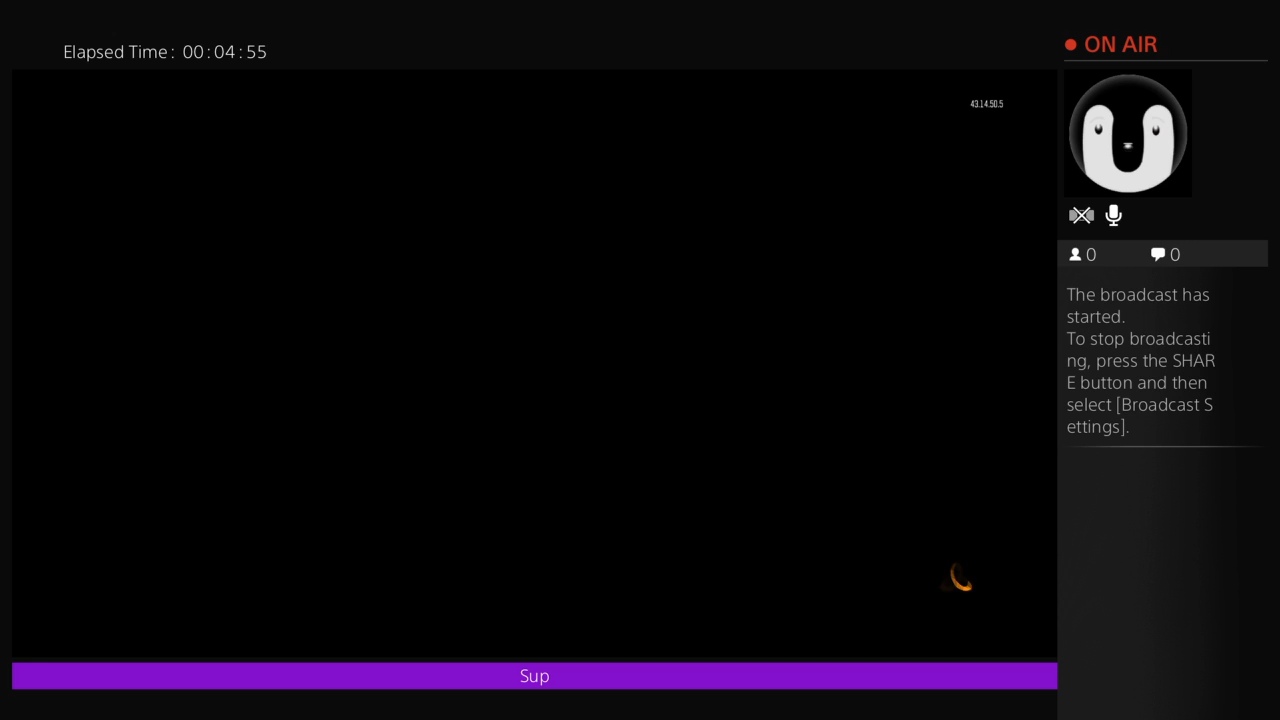 Elapsed Time: 00:04:55
ON AIR
43.14.50.5
0
0
The broadcast has
started.
To stop broadcasti
ng, press the SHAR
E button and then
select [Broadcast S
ettings].
Sup